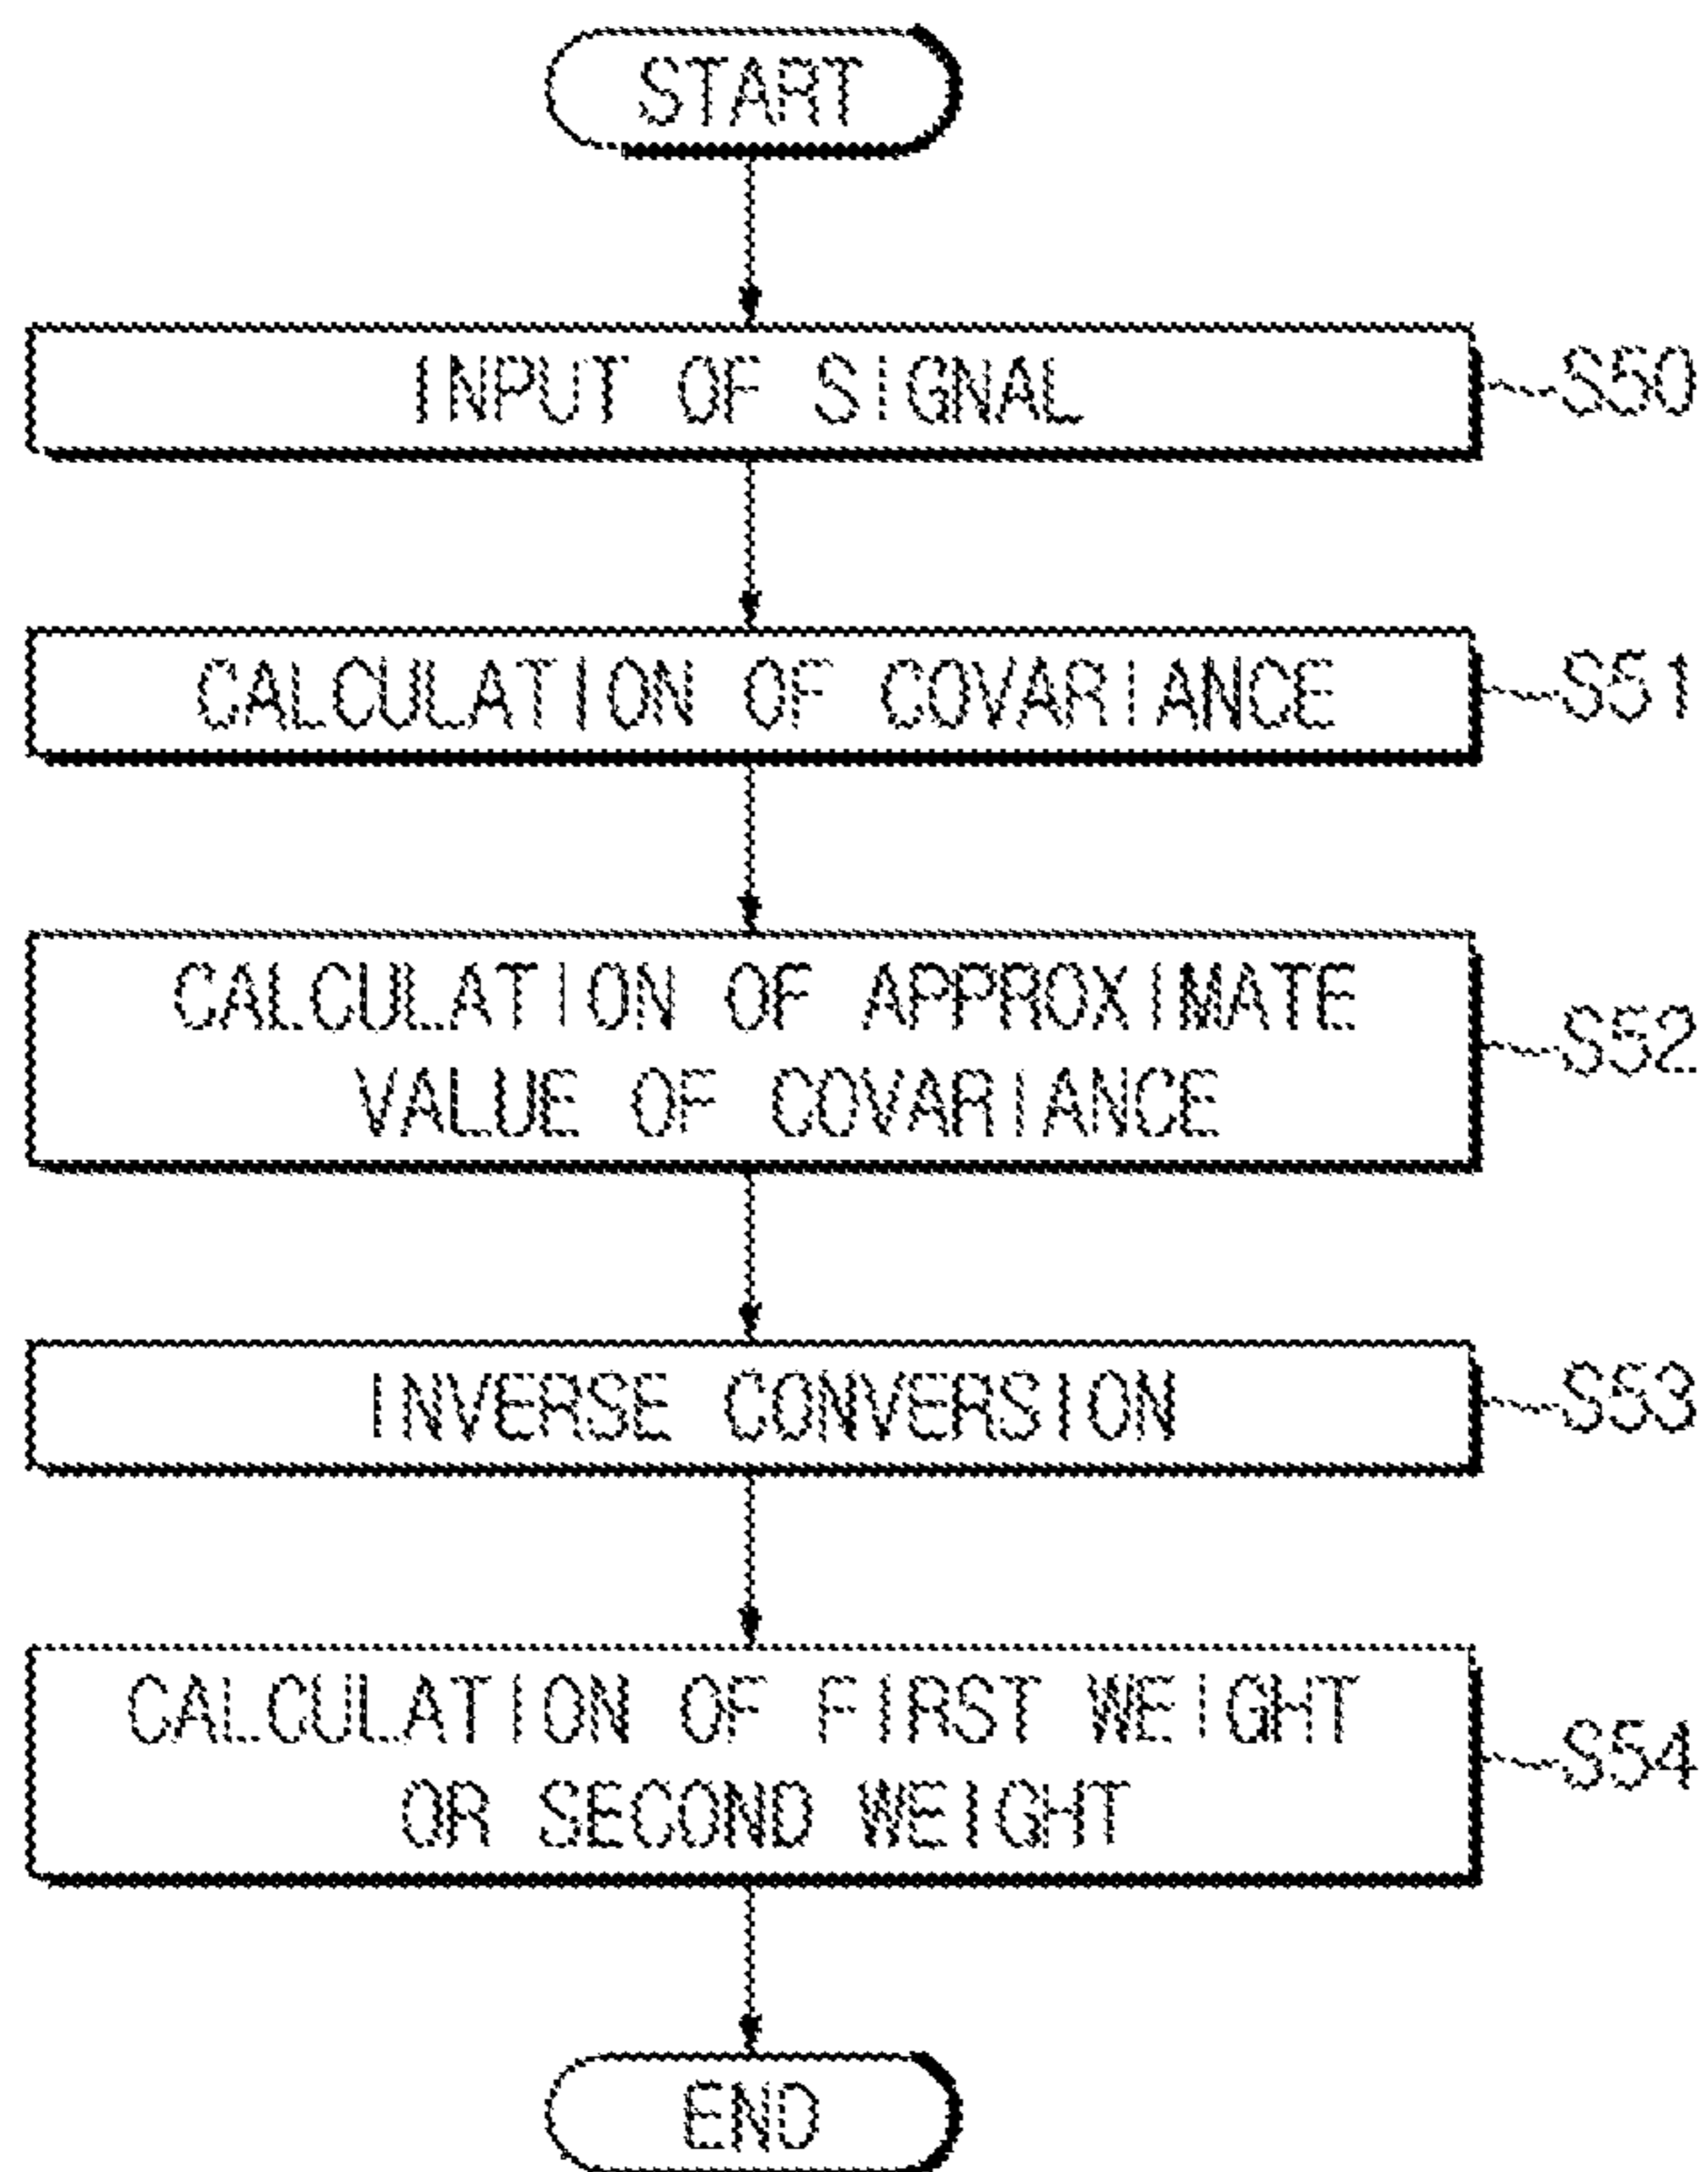 START
INPUT OF SIGNAL
S50
CALCULATION OF COVARIANCE
S51
CALCULATION OF APPROXIMATE
VALUE OF COVARIANCE
S52
INVERSE CONVERSION
S53
CALCULATION OF FIRST WEIGHT
OR SECOND WEIGHT
S54
END